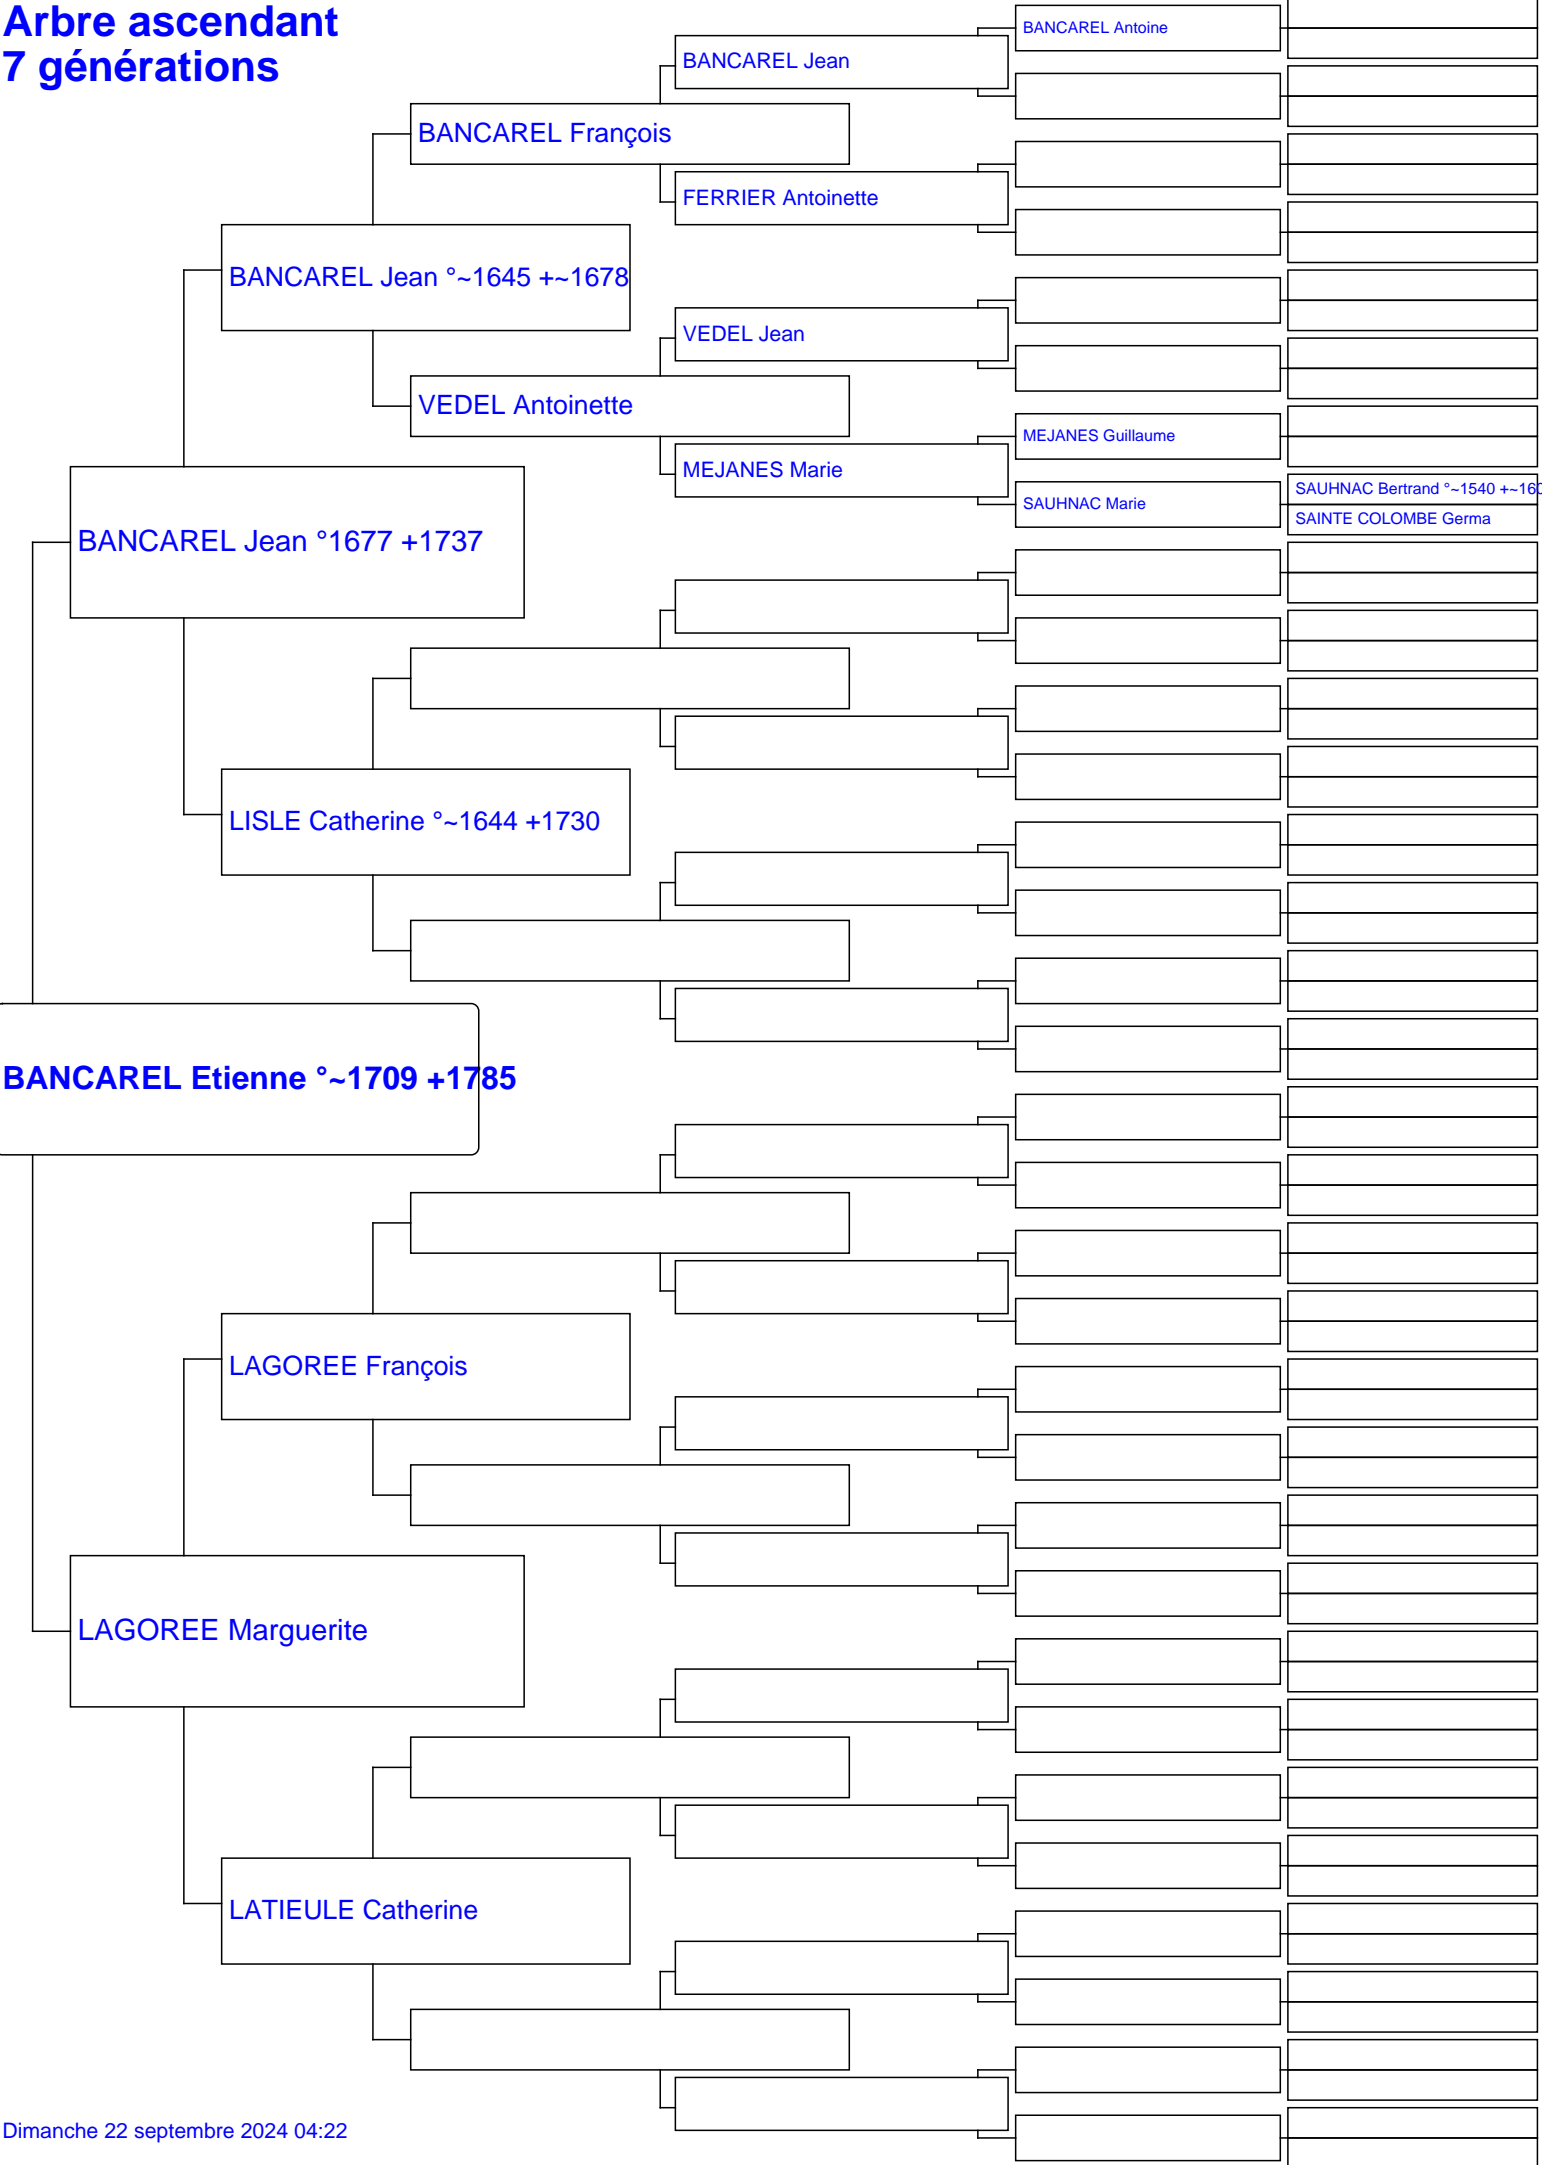 Arbre ascendant
7 générations
BANCAREL Antoine
BANCAREL Jean
BANCAREL François
FERRIER Antoinette
BANCAREL Jean °~1645 +~1678
VEDEL Jean
VEDEL Antoinette
MEJANES Guillaume
MEJANES Marie
SAUHNAC Bertrand °~1540 +~160
SAUHNAC Marie
SAINTE COLOMBE Germa
BANCAREL Jean °1677 +1737
LISLE Catherine °~1644 +1730
BANCAREL Etienne °~1709 +1785
LAGOREE François
LAGOREE Marguerite
LATIEULE Catherine
Dimanche 22 septembre 2024 04:22